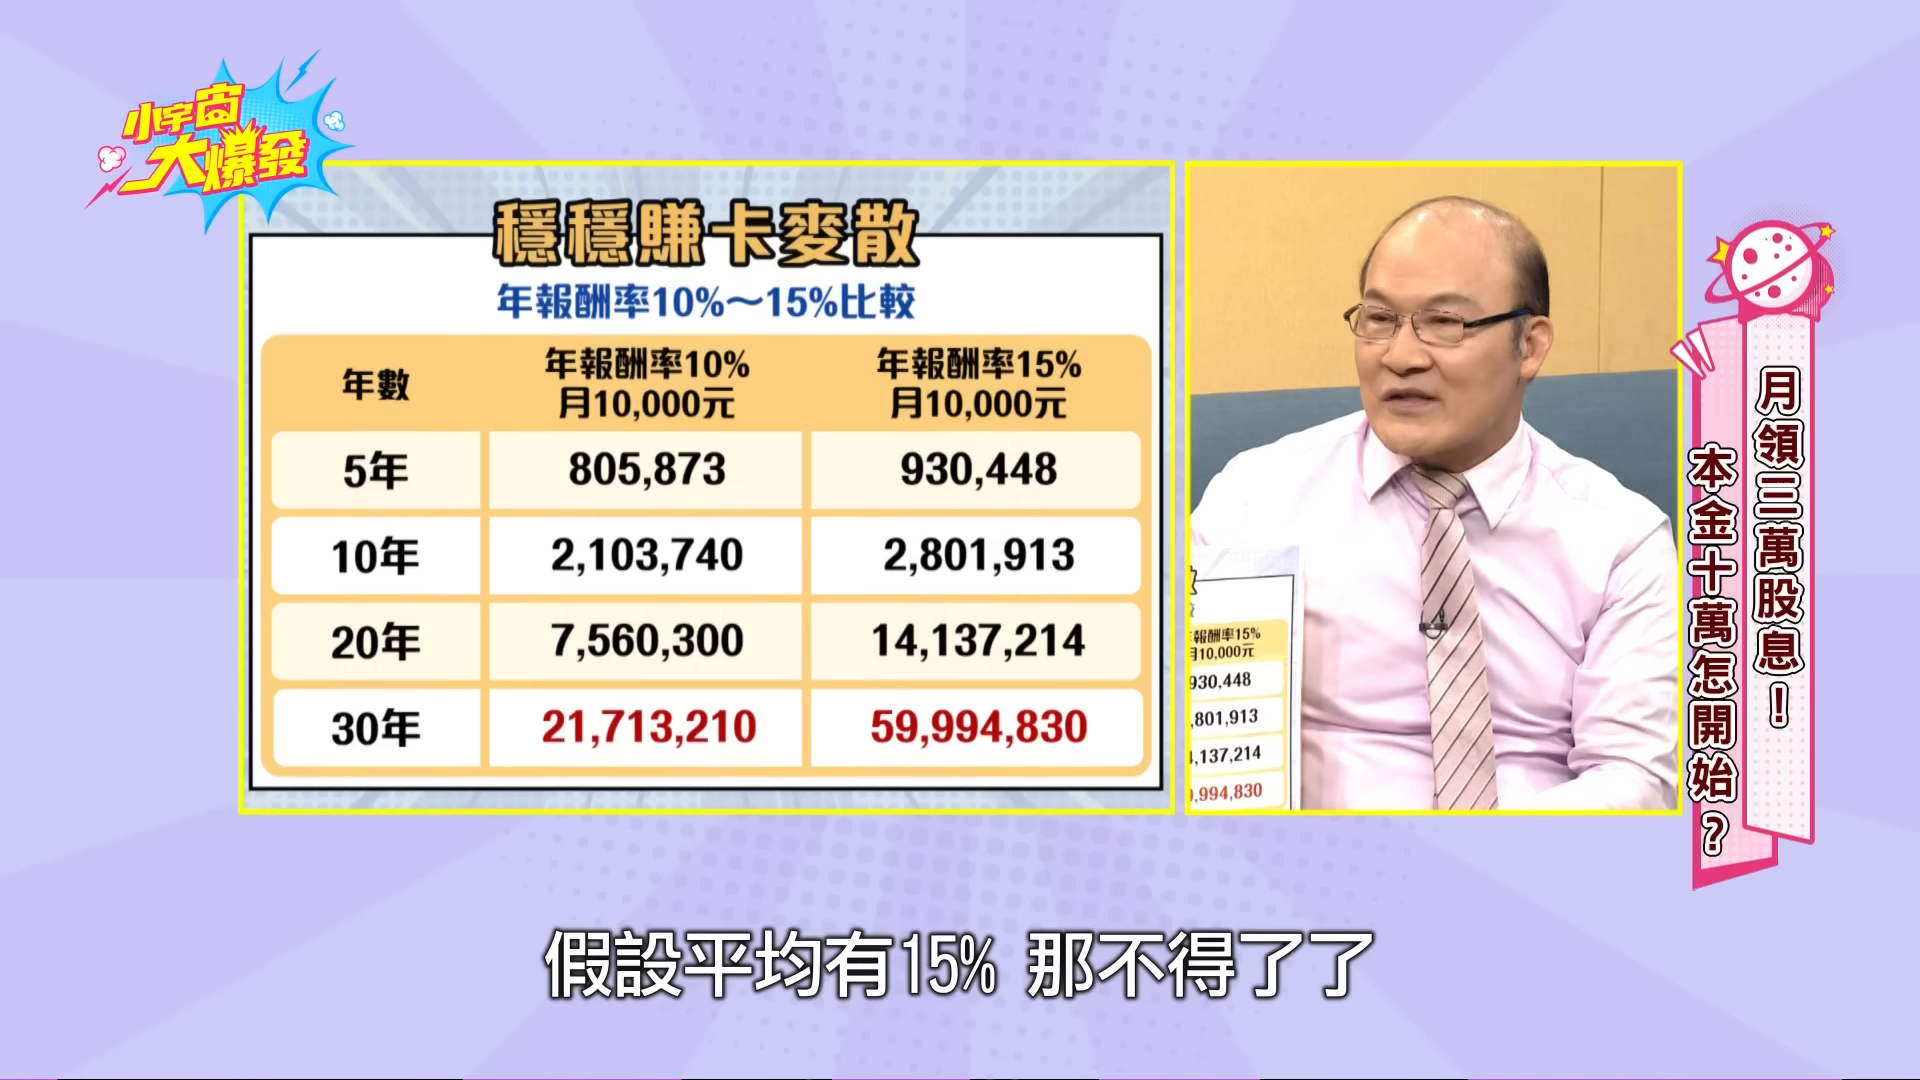 小宇宙
大爆發
穩穩賺卡麥散
年報酬率10%～15%比較
年數
年報酬率10%
月10,000元
年報酬率15%
月10,000元
5年
805,873
930,448
10年
2,103,740
2,801,913
20年
7,560,300
14,137,214
30年
21,713,210
59,994,830
報酬率15%
月10,000元
930,448
,801,913
,137,214
,994,830
月領三萬股息！
本金十萬怎開始？
假設平均有15% 那不得了了